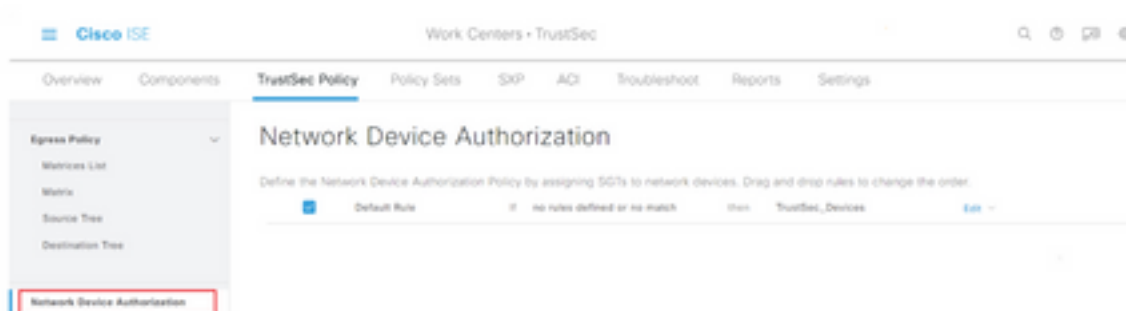 Cisco ISE
Work Centers • TrustSec
Overview Components TrustSec Policy Policy Sets SXP ACI Troubleshoot Reports Settings
Egress Policy
Matrices List
Matrix
Source Tree
Destination Tree
Network Device Authorization
Network Device Authorization
Define the Network Device Authorization Policy by assigning SGTs to network devices. Drag and drop rules to change the order.
Default Rule If no rules defined or no match then TrustSec_Devices Edit